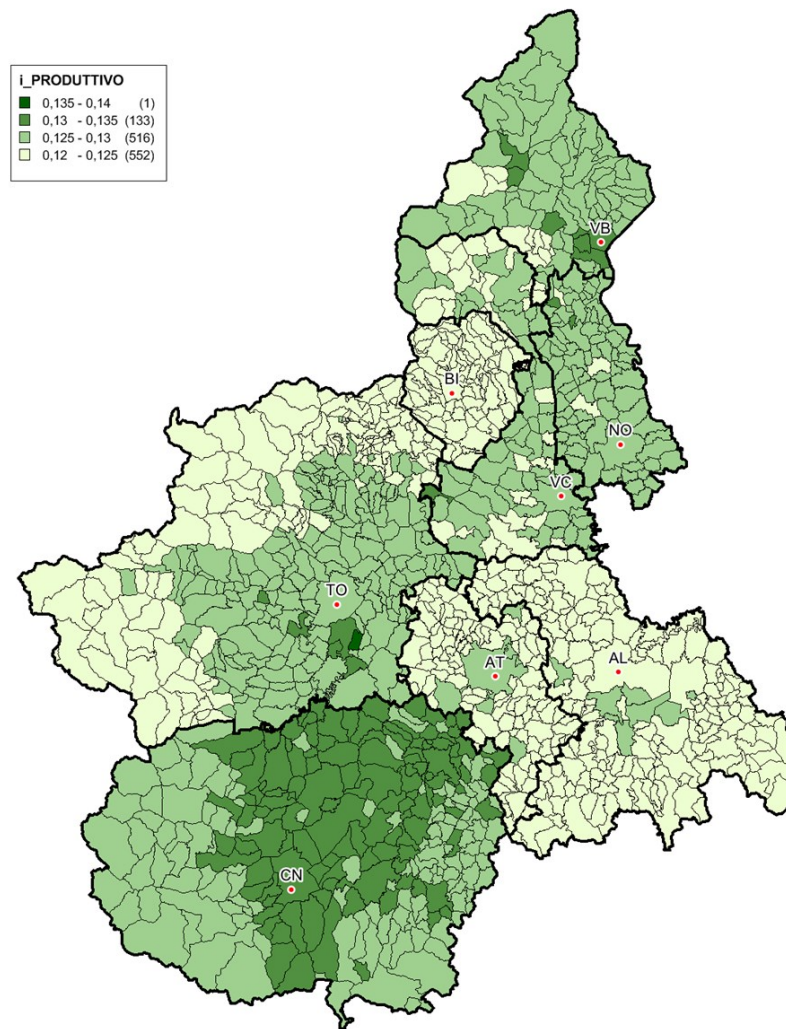 i_PRODUTTIVO
0,135 - 0,14 (1)
0,13 - 0,135 (133)
0,125 - 0,13 (516)
0,12 - 0,125 (552)
VB
BI
NO
VC
TO
AT
AL
CN